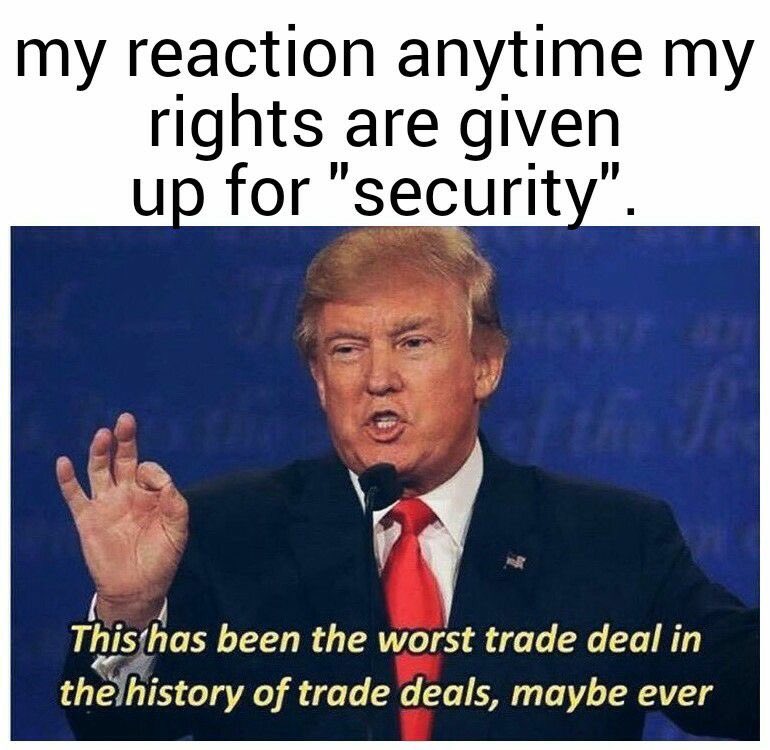 my reaction anytime my
rights are given
up for "security".
This has been the worst trade deal in
the history of trade deals, maybe ever